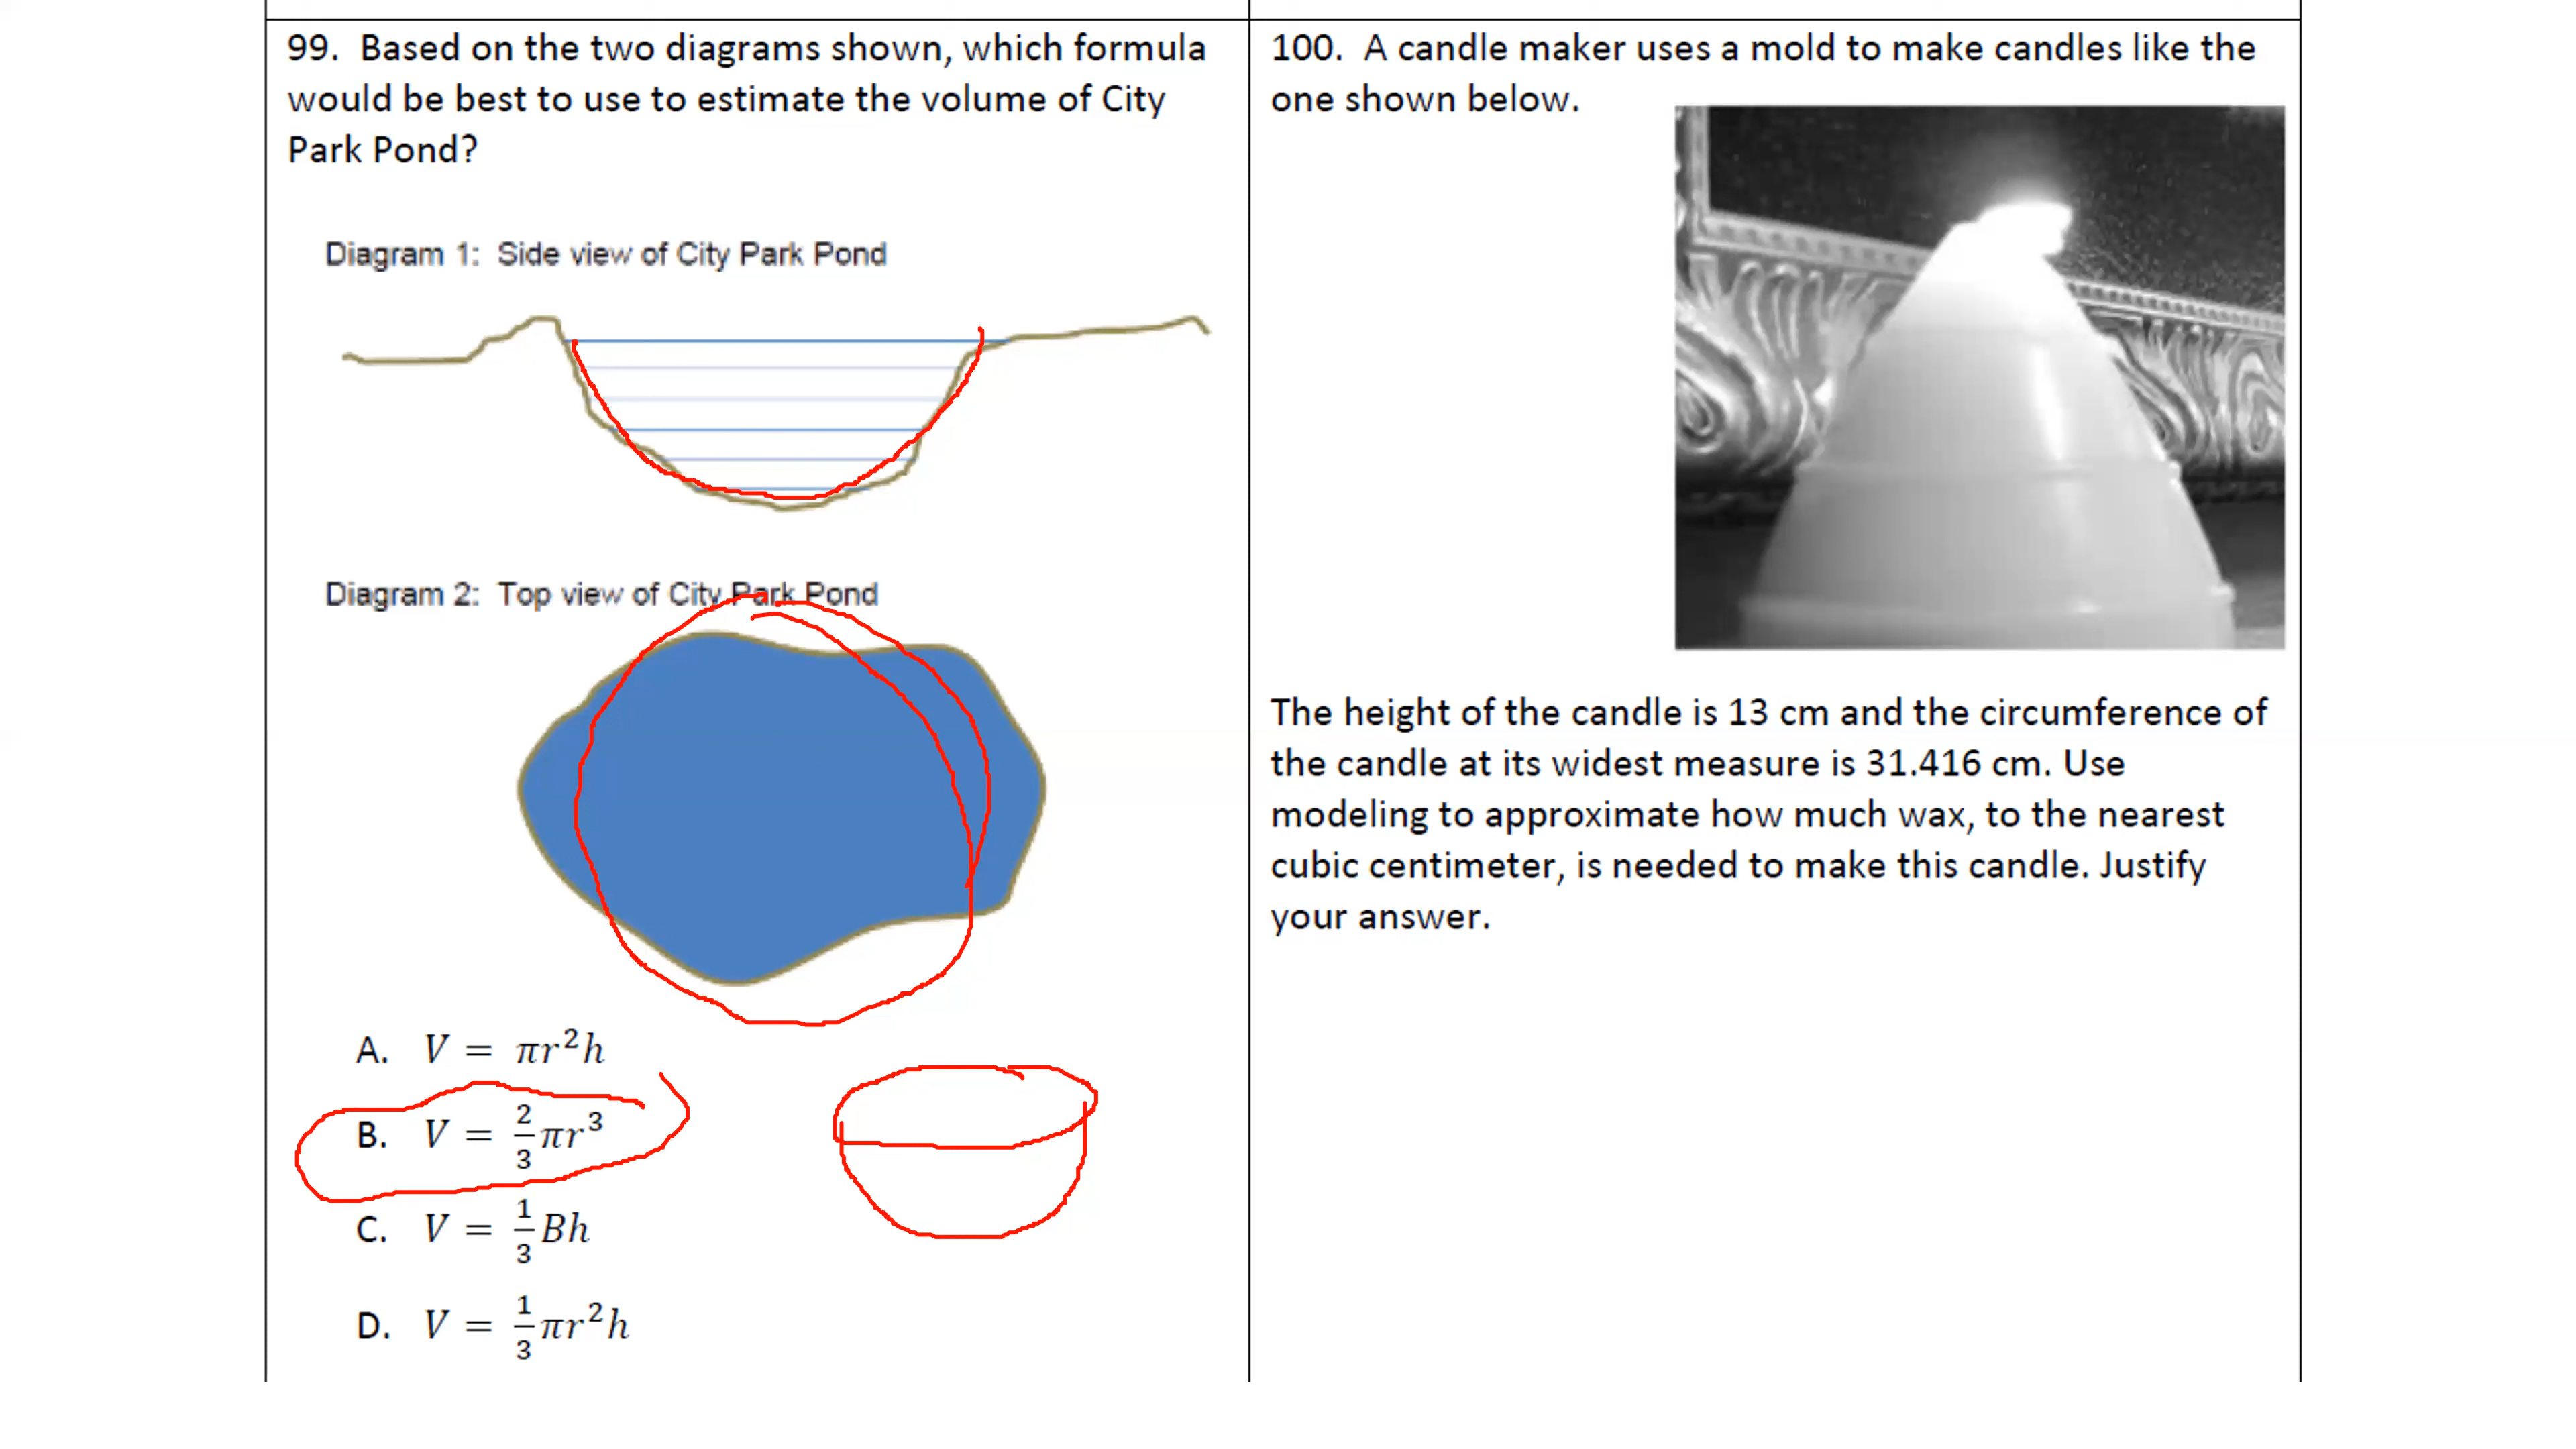 99. Based on the two diagrams shown, which formula
would be best to use to estimate the volume of City
Park Pond?
Diagram 1: Side view of City Park Pond
Diagram 2: Top view of City Park Pond
A. V = πr²h
B. V = 2/3 πr³
C. V = 1/3 Bh
D. V = 1/3 πr²h
100. A candle maker uses a mold to make candles like the
one shown below.
The height of the candle is 13 cm and the circumference of
the candle at its widest measure is 31.416 cm. Use
modeling to approximate how much wax, to the nearest
cubic centimeter, is needed to make this candle. Justify
your answer.